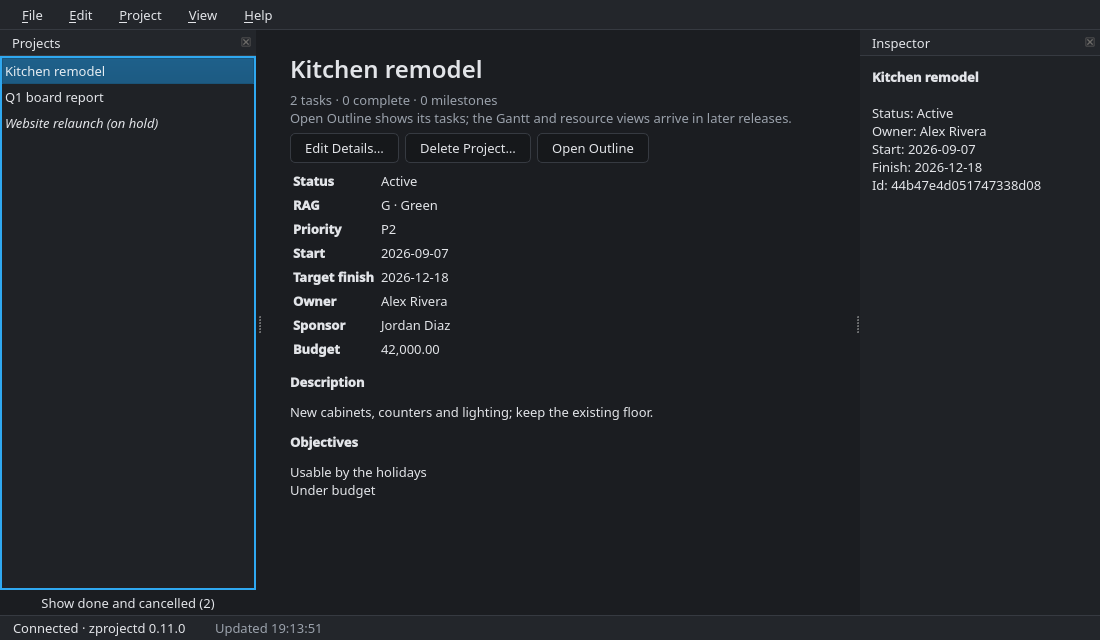 File Edit Project View Help
Projects
Kitchen remodel
Q1 board report
Website relaunch (on hold)
Show done and cancelled (2)
Kitchen remodel
2 tasks · 0 complete · 0 milestones
Open Outline shows its tasks; the Gantt and resource views arrive in later releases.
Edit Details... Delete Project... Open Outline
Status Active
RAG G · Green
Priority P2
Start 2026-09-07
Target finish 2026-12-18
Owner Alex Rivera
Sponsor Jordan Diaz
Budget 42,000.00
Description
New cabinets, counters and lighting; keep the existing floor.
Objectives
Usable by the holidays
Under budget
Inspector
Kitchen remodel
Status: Active
Owner: Alex Rivera
Start: 2026-09-07
Finish: 2026-12-18
Id: 44b47e4d051747338d08
Connected · zprojectd 0.11.0 Updated 19:13:51